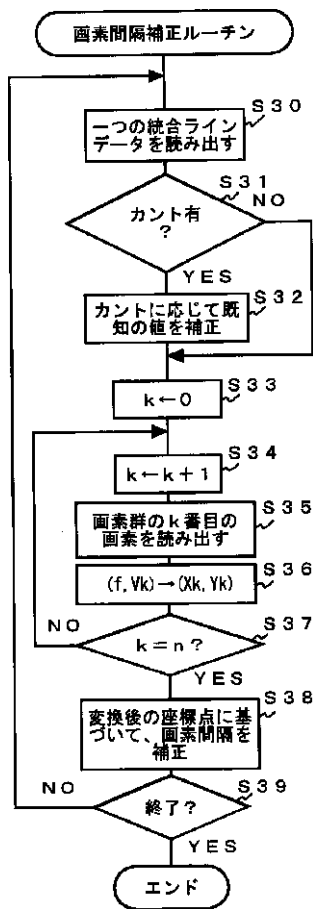 画素間隔補正ルーチン
S30
一つの統合ライン
データを読み出す
S31
カント有
?
NO
YES
S32
カントに応じて既
知の値を補正
S33
k←0
S34
k←k+1
S35
画素群のk番目の
画素を読み出す
S36
(f,Vk)→(Xk,Yk)
S37
NO
k=n?
YES
S38
変換後の座標点に基
づいて、画素間隔を
補正
S39
NO
終了?
YES
エンド